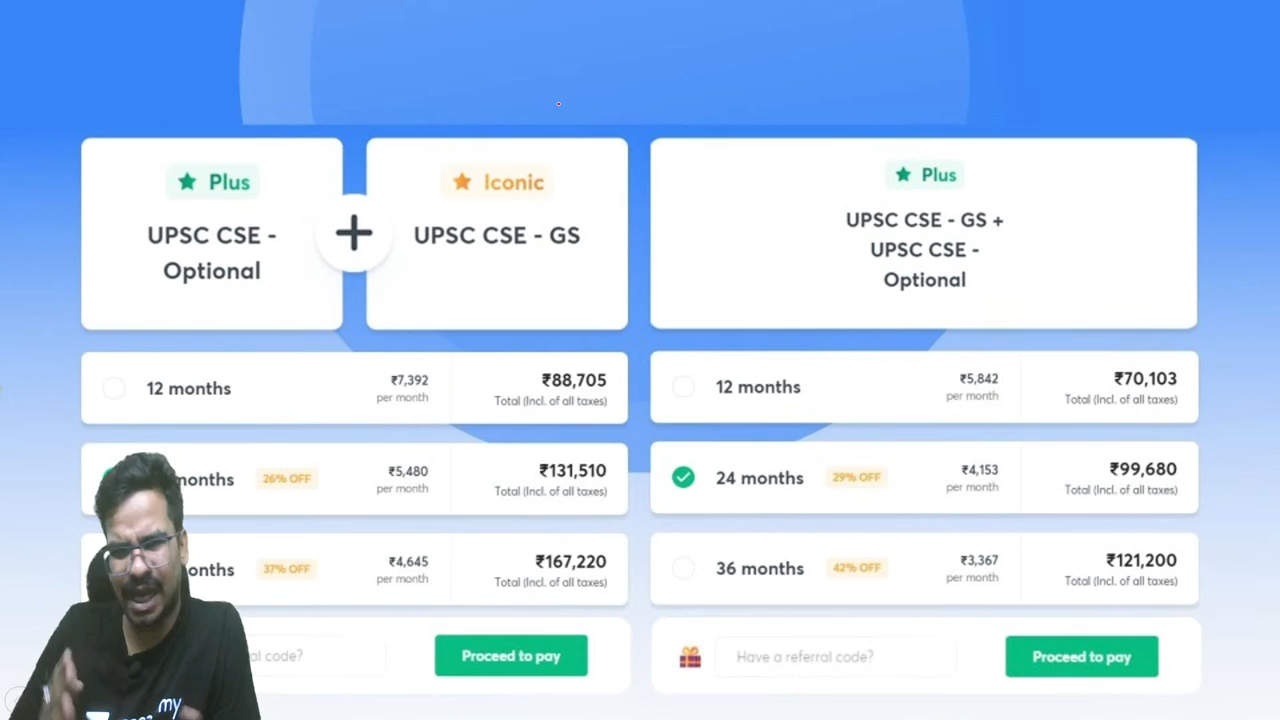 Plus
UPSC CSE -
Optional
+
Iconic
UPSC CSE - GS
12 months
₹7,392
per month
₹88,705
Total (Incl. of all taxes)
26% OFF
₹5,480
per month
₹131,510
Total (Incl. of all taxes)
37% OFF
₹4,645
per month
₹167,220
Total (Incl. of all taxes)
code?
Proceed to pay
Plus
UPSC CSE - GS +
UPSC CSE -
Optional
12 months
₹5,842
per month
₹70,103
Total (Incl. of all taxes)
24 months
29% OFF
₹4,153
per month
₹99,680
Total (Incl. of all taxes)
36 months
42% OFF
₹3,367
per month
₹121,200
Total (Incl. of all taxes)
Have a referral code?
Proceed to pay
my